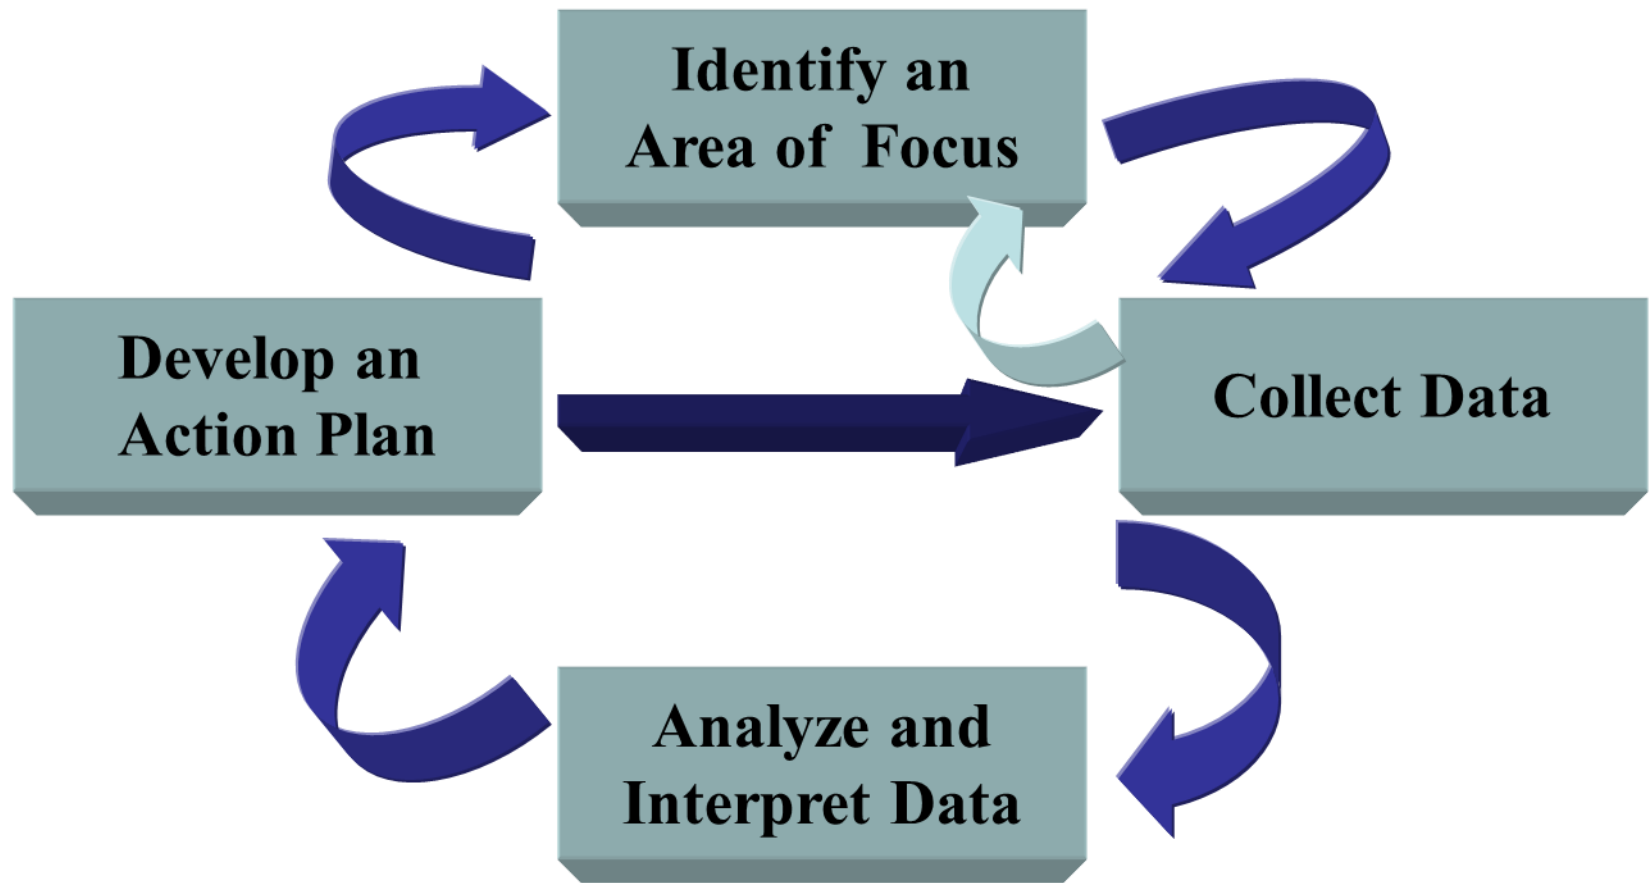 Identify an
Area of Focus
Develop an
Action Plan
Collect Data
Analyze and
Interpret Data